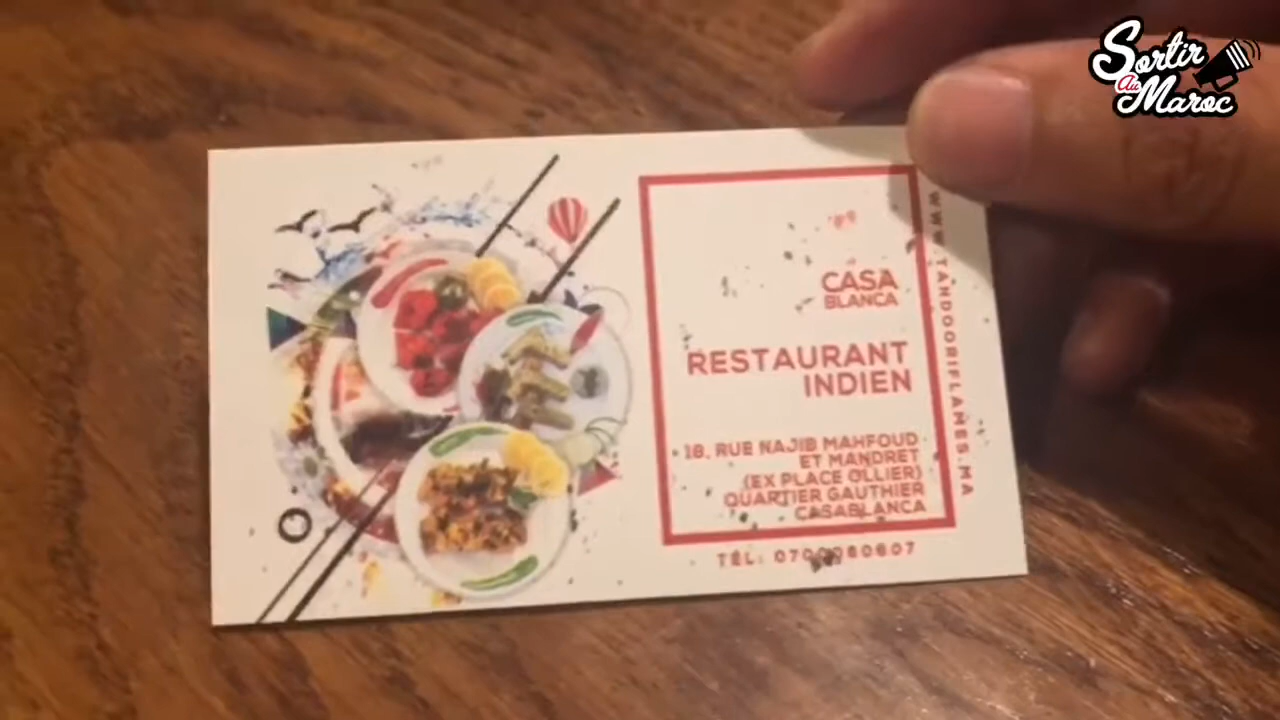 Sortir
Au
Maroc
CASA
BLANCA
RESTAURANT
INDIEN
18, RUE NAJIB MAHFOUD
ET MANDRET
(EX PLACE OLLIER)
QUARTIER GAUTHIER
CASABLANCA
TÉL:
WWW.TANDOORIFLAMES.MA